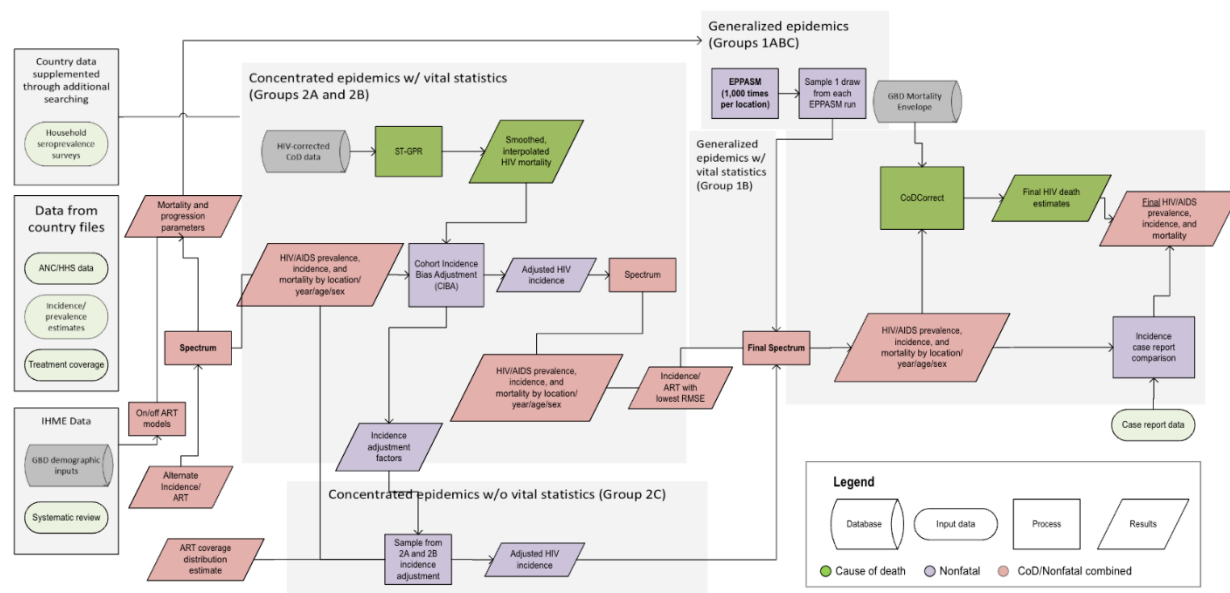 Country data
supplemented
through additional
searching
Household
seroprevalence
surveys
Data from
country files
ANC/HHS data
Incidence/
prevalence
estimates
Treatment coverage
IHME Data
GBD demographic
inputs
Systematic review
Mortality and
progression
parameters
Spectrum
On/off ART
models
Alternate
Incidence/
ART
Concentrated epidemics w/ vital statistics
(Groups 2A and 2B)
HIV-corrected
CoD data
ST-GPR
Smoothed,
interpolated
HIV mortality
HIV/AIDS prevalence,
incidence, and
mortality by location/
year/age/sex
Cohort Incidence
Bias Adjustment
(CIBA)
Adjusted HIV
incidence
Spectrum
HIV/AIDS prevalence,
incidence, and
mortality by location/
year/age/sex
Incidence/
ART with
lowest RMSE
Incidence
adjustment
factors
Concentrated epidemics w/o vital statistics (Group 2C)
ART coverage
distribution
estimate
Sample from
2A and 2B
incidence
adjustment
Adjusted HIV
incidence
Generalized epidemics
(Groups 1ABC)
EPPASM
(1,000 times
per location)
Sample 1 draw
from each
EPPASM run
GBD Mortality
Envelope
Generalized
epidemics w/
vital statistics
(Group 1B)
CoDCorrect
Final HIV death
estimates
Final HIV/AIDS
prevalence,
incidence, and
mortality
Final Spectrum
HIV/AIDS prevalence,
incidence, and
mortality by location/
year/age/sex
Incidence
case report
comparison
Case report data
Legend
Database
Input data
Process
Results
Cause of death
Nonfatal
CoD/Nonfatal combined